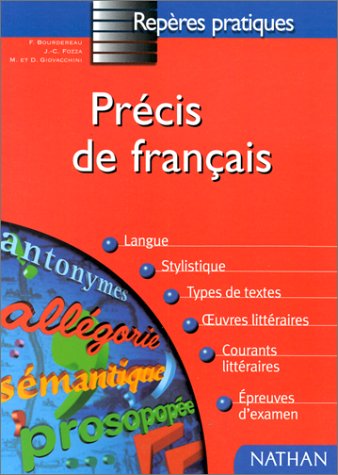 Repères pratiques
F. Bourdereau
J.-C. Fozza
M. et D. Giovacchini
Précis
de français
Langue
Stylistique
Types de textes
Œuvres littéraires
Courants
littéraires
Épreuves
d'examen
antonymes
allégorie
sémantique
prosopopée
NATHAN